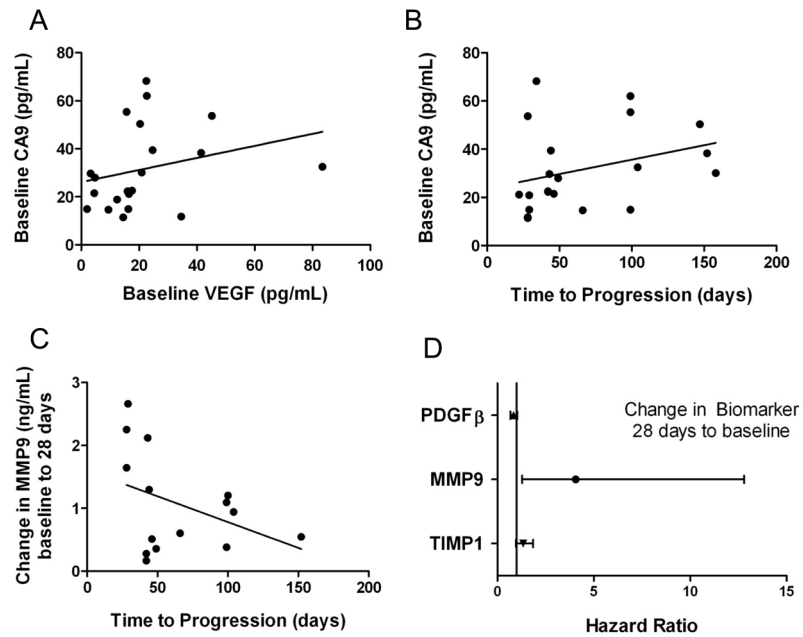 A
80
60
40
20
0
0 20 40 60 80 100
Baseline CA9 (pg/mL)
Baseline VEGF (pg/mL)
B
80
60
40
20
0
0 50 100 150 200
Baseline CA9 (pg/mL)
Time to Progression (days)
C
3
2
1
0
0 50 100 150 200
Change in MMP9 (ng/mL)
baseline to 28 days
Time to Progression (days)
D
Change in Biomarker
28 days to baseline
PDGFβ
MMP9
TIMP1
0 5 10 15
Hazard Ratio